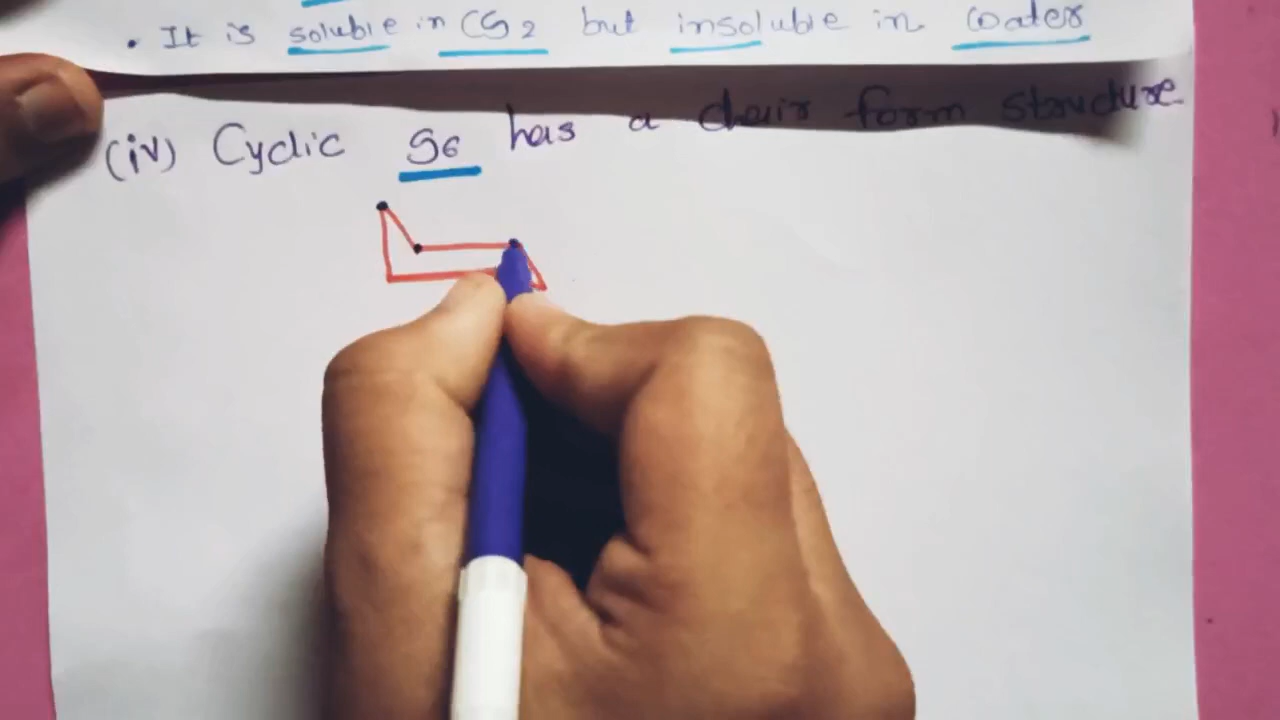 • It is soluble in CS2 but insoluble in water
(iv) Cyclic S6 has a chair form structure